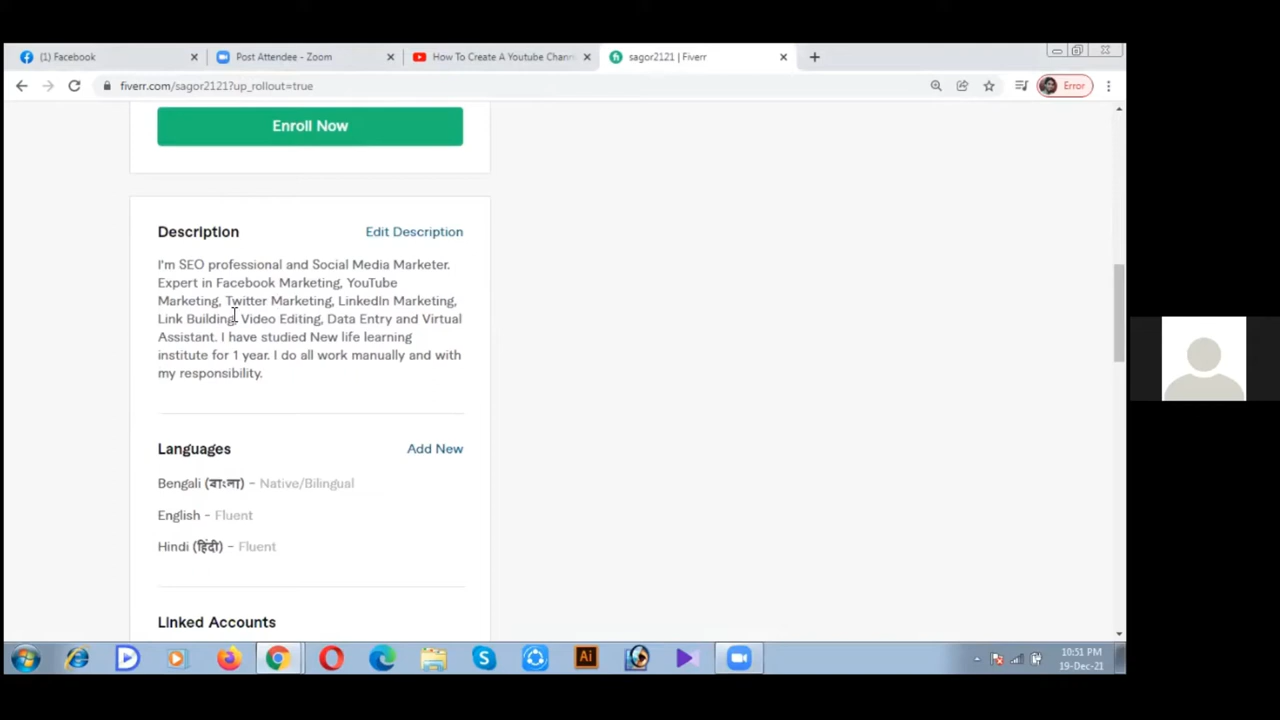 (1) Facebook
Post Attendee - Zoom
How To Create A Youtube Chann
sagor2121 | Fiverr
fiverr.com/sagor2121?up_rollout=true
Error
Enroll Now
Description
Edit Description
I'm SEO professional and Social Media Marketer.
Expert in Facebook Marketing, YouTube
Marketing, Twitter Marketing, LinkedIn Marketing,
Link Building, Video Editing, Data Entry and Virtual
Assistant. I have studied New life learning
institute for 1 year. I do all work manually and with
my responsibility.
Languages
Add New
Bengali (বাংলা) - Native/Bilingual
English - Fluent
Hindi (हिंदी) - Fluent
Linked Accounts
Ai
10:51 PM
19-Dec-21